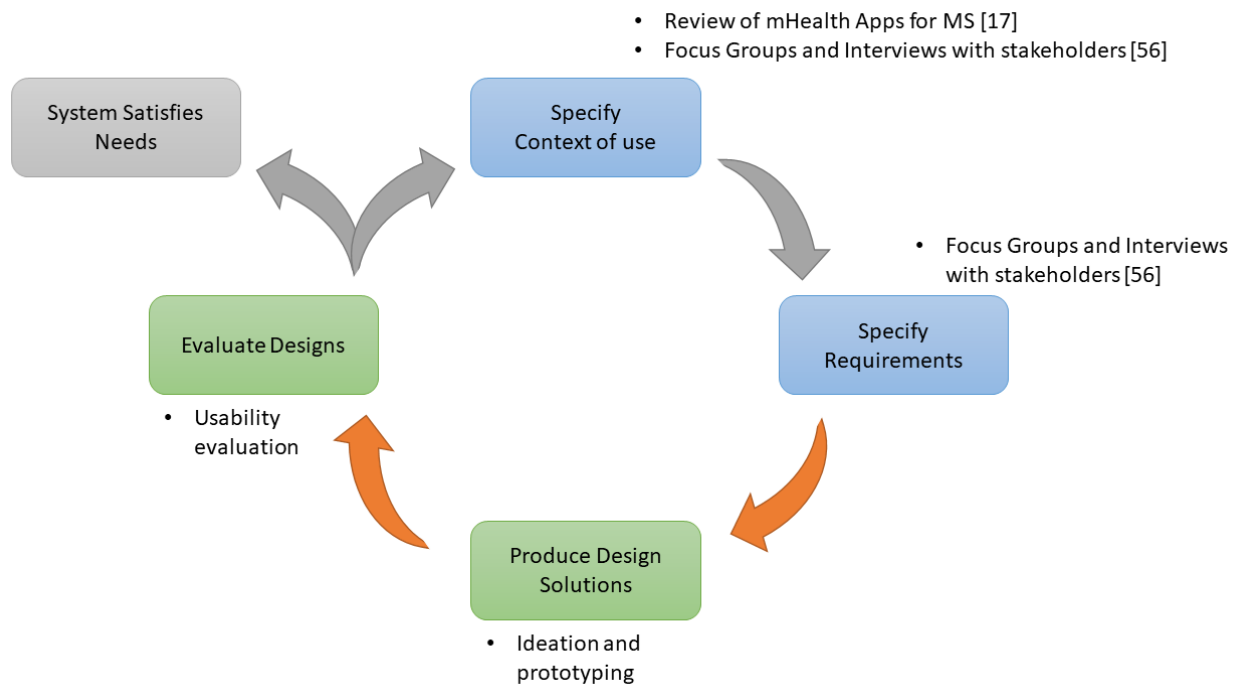 • Review of mHealth Apps for MS [17]
• Focus Groups and Interviews with stakeholders [56]
System Satisfies
Needs
Specify
Context of use
• Focus Groups and Interviews
with stakeholders [56]
Evaluate Designs
Specify
Requirements
• Usability
evaluation
Produce Design
Solutions
• Ideation and
prototyping